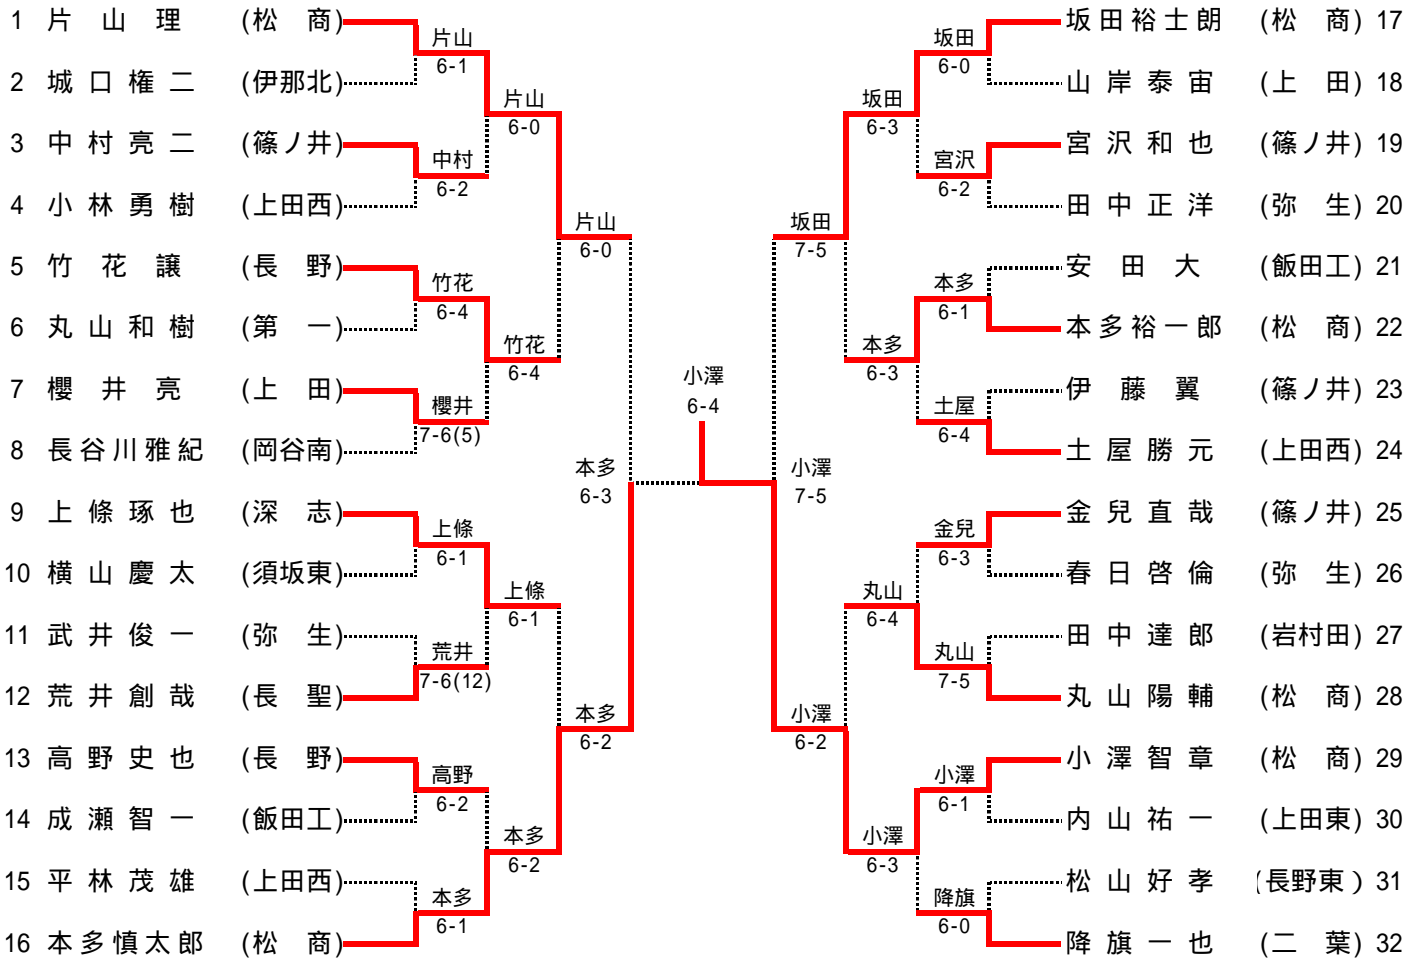 1 片山理 (松商)
2 城口権二 (伊那北)
3 中村亮二 (篠ノ井)
4 小林勇樹 (上田西)
5 竹花譲 (長野)
6 丸山和樹 (第一)
7 櫻井亮 (上田)
8 長谷川雅紀 (岡谷南)
9 上條琢也 (深志)
10 横山慶太 (須坂東)
11 武井俊一 (弥生)
12 荒井創哉 (長聖)
13 高野史也 (長野)
14 成瀬智一 (飯田工)
15 平林茂雄 (上田西)
16 本多慎太郎 (松商)
片山
6-1
中村
6-2
竹花
6-4
櫻井
7-6(5)
上條
6-1
荒井
7-6(12)
高野
6-2
本多
6-1
片山
6-0
竹花
6-4
上條
6-1
本多
6-2
片山
6-0
本多
6-2
本多
6-3
小澤
6-4
小澤
7-5
坂田
7-5
小澤
6-2
坂田
6-3
本多
6-3
丸山
6-4
小澤
6-3
坂田
6-0
宮沢
6-2
本多
6-1
土屋
6-4
金兒
6-3
丸山
7-5
小澤
6-1
降旗
6-0
坂田裕士朗 (松商) 17
山岸泰宙 (上田) 18
宮沢和也 (篠ノ井) 19
田中正洋 (弥生) 20
安田大 (飯田工) 21
本多裕一郎 (松商) 22
伊藤翼 (篠ノ井) 23
土屋勝元 (上田西) 24
金兒直哉 (篠ノ井) 25
春日啓倫 (弥生) 26
田中達郎 (岩村田) 27
丸山陽輔 (松商) 28
小澤智章 (松商) 29
内山祐一 (上田東) 30
松山好孝 (長野東) 31
降旗一也 (二葉) 32